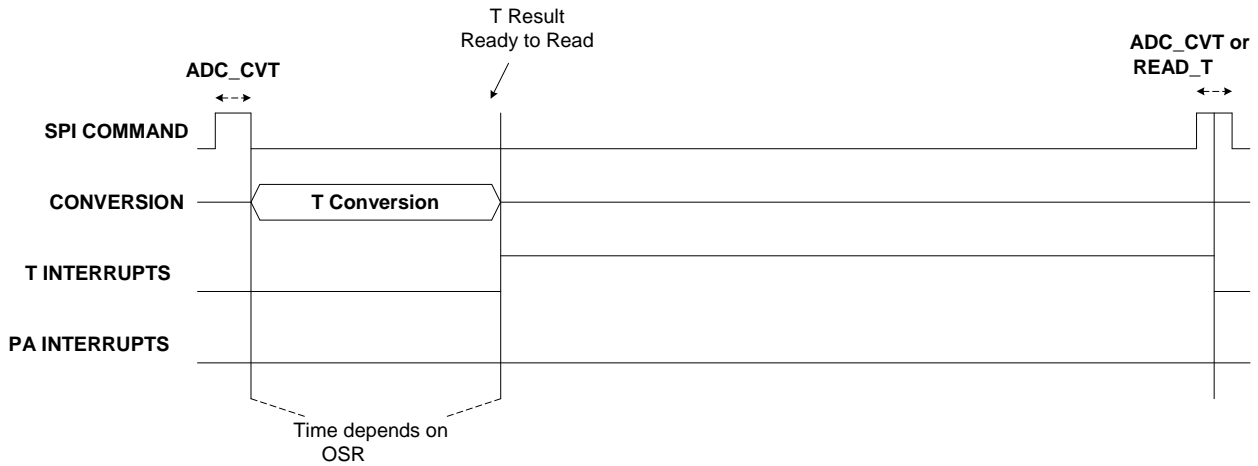 T Result
Ready to Read
ADC_CVT or
READ_T
ADC_CVT
SPI COMMAND
CONVERSION
T Conversion
T INTERRUPTS
PA INTERRUPTS
Time depends on
OSR